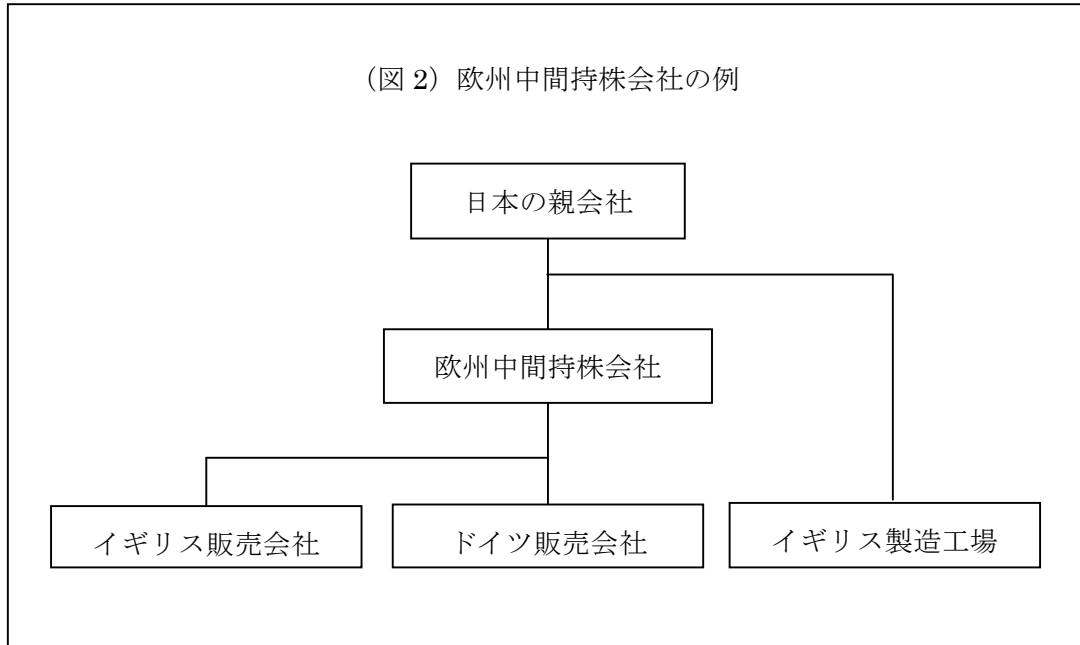 （図 2）欧州中間持株会社の例
日本の親会社
欧州中間持株会社
イギリス販売会社
ドイツ販売会社
イギリス製造工場